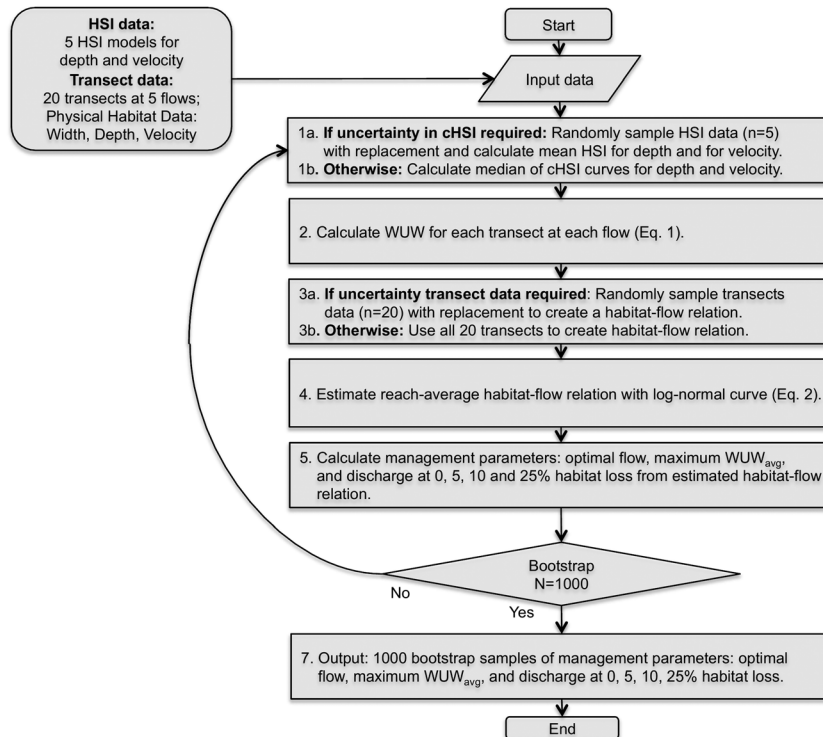 HSI data:
5 HSI models for
depth and velocity
Transect data:
20 transects at 5 flows;
Physical Habitat Data:
Width, Depth, Velocity
Start
Input data
1a. If uncertainty in cHSI required: Randomly sample HSI data (n=5)
with replacement and calculate mean HSI for depth and for velocity.
1b. Otherwise: Calculate median of cHSI curves for depth and velocity.
2. Calculate WUW for each transect at each flow (Eq. 1).
3a. If uncertainty transect data required: Randomly sample transects
data (n=20) with replacement to create a habitat-flow relation.
3b. Otherwise: Use all 20 transects to create habitat-flow relation.
4. Estimate reach-average habitat-flow relation with log-normal curve (Eq. 2).
5. Calculate management parameters: optimal flow, maximum WUWavg,
and discharge at 0, 5, 10 and 25% habitat loss from estimated habitat-flow
relation.
Bootstrap
N=1000
No
Yes
7. Output: 1000 bootstrap samples of management parameters: optimal
flow, maximum WUWavg, and discharge at 0, 5, 10, 25% habitat loss.
End